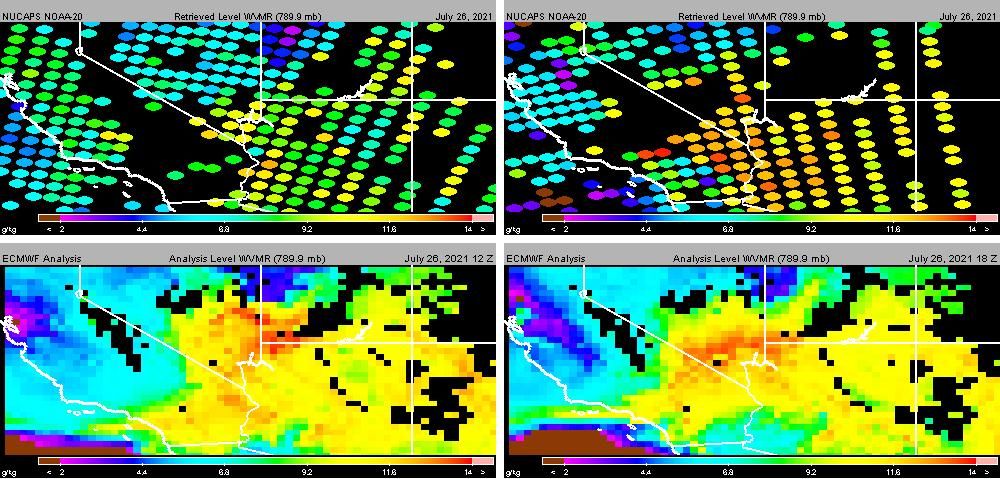 NUCAPS NOAA-20 Retrieved Level WVMR (789.9 mb) July 26, 2021
g/kg < 2 4.4 6.8 9.2 11.6 14 >
NUCAPS NOAA-20 Retrieved Level WVMR (789.9 mb) July 26, 2021
g/kg < 2 4.4 6.8 9.2 11.6 14 >
ECMWF Analysis Analysis Level WVMR (789.9 mb) July 26, 2021 12 Z
g/kg < 2 4.4 6.8 9.2 11.6 14 >
ECMWF Analysis Analysis Level WVMR (789.9 mb) July 26, 2021 18 Z
g/kg < 2 4.4 6.8 9.2 11.6 14 >